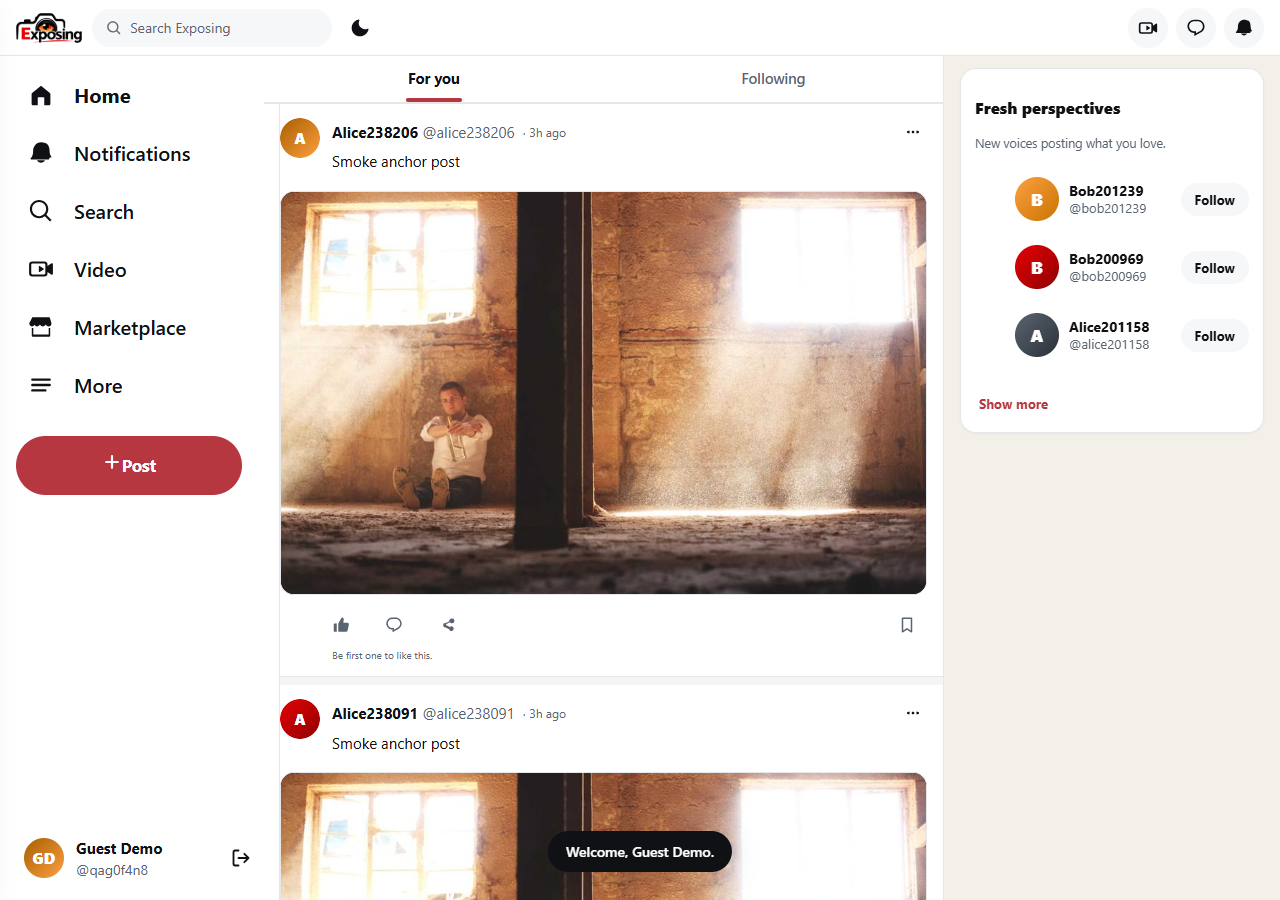 Exposing
Search Exposing
Home
Notifications
Search
Video
Marketplace
More
Post
Guest Demo
@qag0f4n8
For you
Following
A
Alice238206 @alice238206 · 3h ago
Smoke anchor post
Be first one to like this.
A
Alice238091 @alice238091 · 3h ago
Smoke anchor post
Welcome, Guest Demo.
GD
Fresh perspectives
New voices posting what you love.
B
Bob201239
@bob201239
Follow
B
Bob200969
@bob200969
Follow
A
Alice201158
@alice201158
Follow
Show more